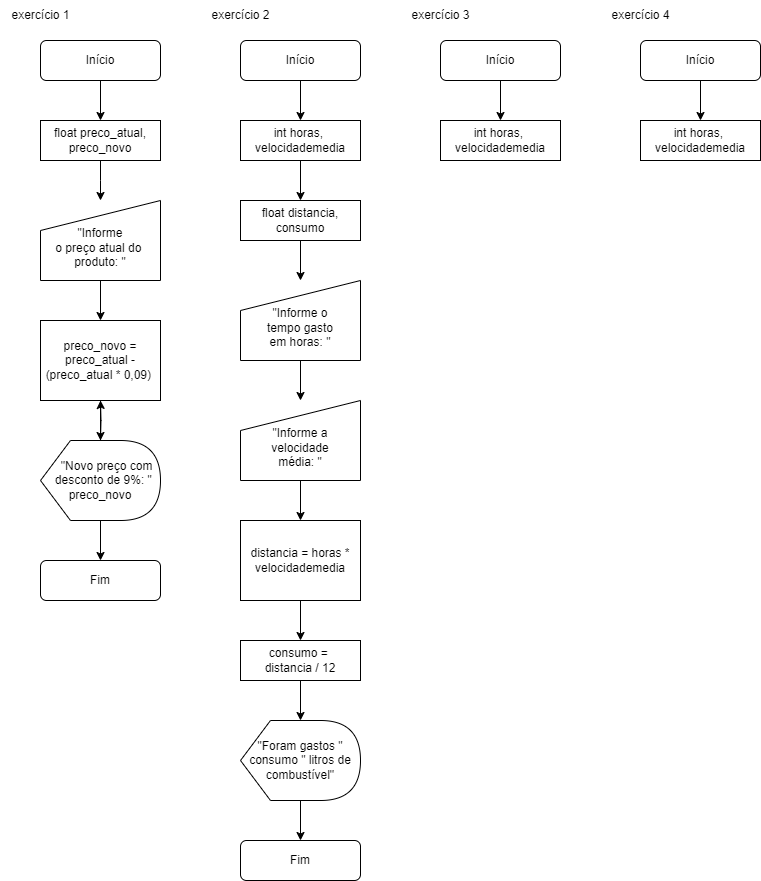 exercício 1
Início
float preco_atual,
preco_novo
"Informe
o preço atual do
produto: "
preco_novo =
preco_atual -
(preco_atual * 0,09)
"Novo preço com
desconto de 9%: "
preco_novo
Fim
exercício 2
Início
int horas,
velocidademedia
float distancia,
consumo
"Informe o
tempo gasto
em horas: "
"Informe a
velocidade
média: "
distancia = horas *
velocidademedia
consumo =
distancia / 12
"Foram gastos "
consumo " litros de
combustível"
Fim
exercício 3
Início
int horas,
velocidademedia
exercício 4
Início
int horas,
velocidademedia